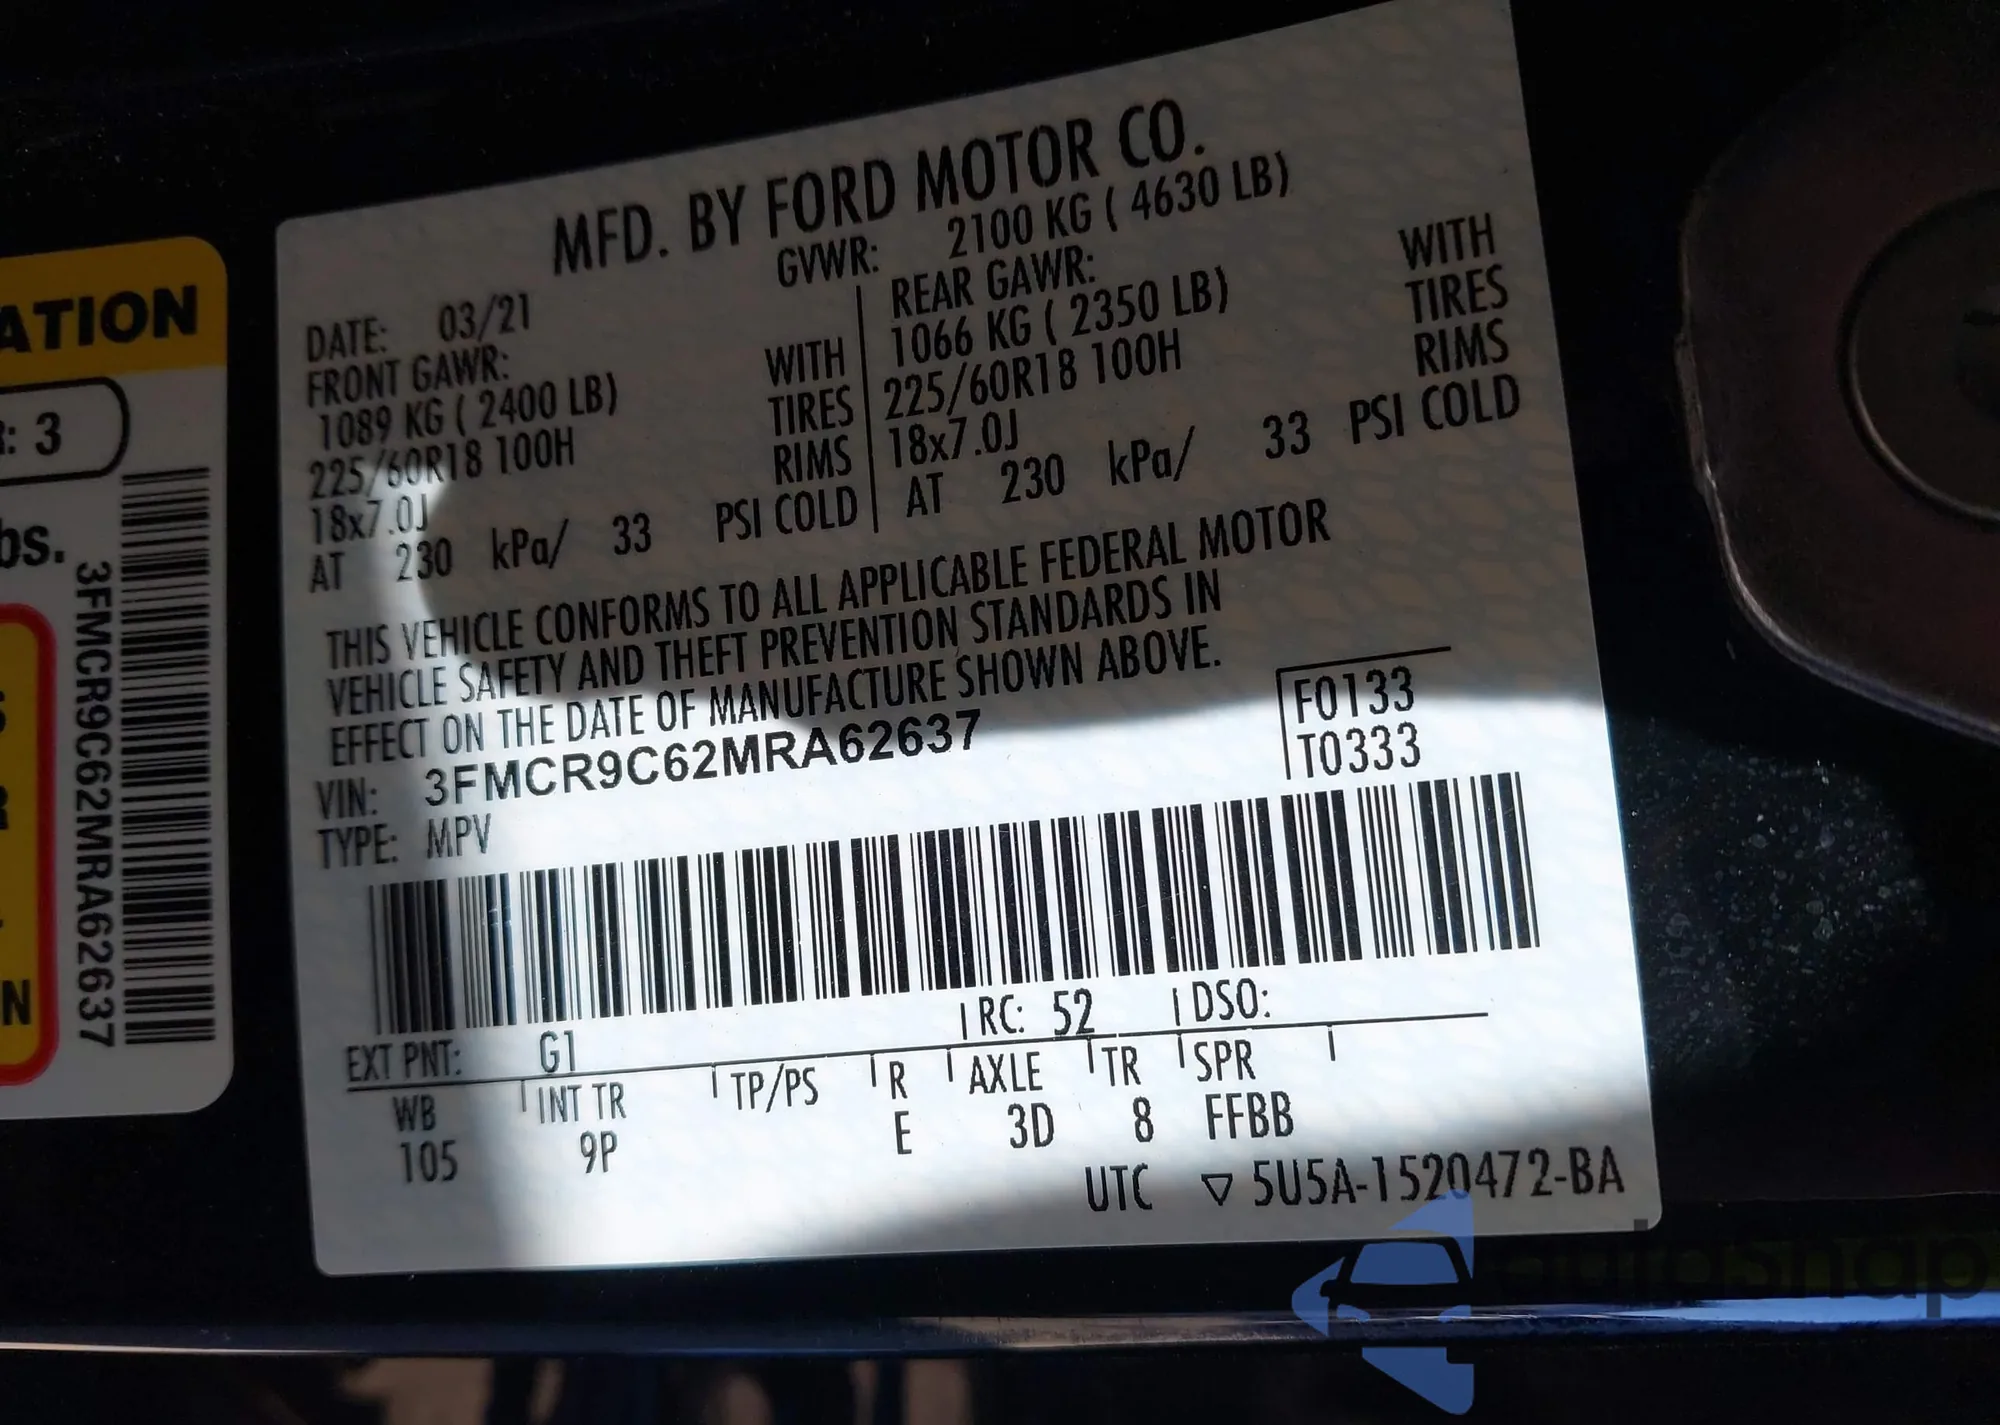 ATION
: 3
bs.
3FMCR9C62MRA62637
N
MFD. BY FORD MOTOR CO.
DATE: 03/21 GVWR: 2100 KG ( 4630 LB)
FRONT GAWR: REAR GAWR:
1089 KG ( 2400 LB) WITH 1066 KG ( 2350 LB) WITH
225/60R18 100H TIRES 225/60R18 100H TIRES
18x7.0J RIMS 18x7.0J RIMS
AT 230 kPa/ 33 PSI COLD AT 230 kPa/ 33 PSI COLD
THIS VEHICLE CONFORMS TO ALL APPLICABLE FEDERAL MOTOR
VEHICLE SAFETY AND THEFT PREVENTION STANDARDS IN
EFFECT ON THE DATE OF MANUFACTURE SHOWN ABOVE.
VIN: 3FMCR9C62MRA62637 F0133
TYPE: MPV T0333
EXT PNT: G1 RC: 52 DSO:
WB INT TR TP/PS R AXLE TR SPR
105 9P E 3D 8 FFBB
UTC ▽ 5U5A-1520472-BA
autosnap